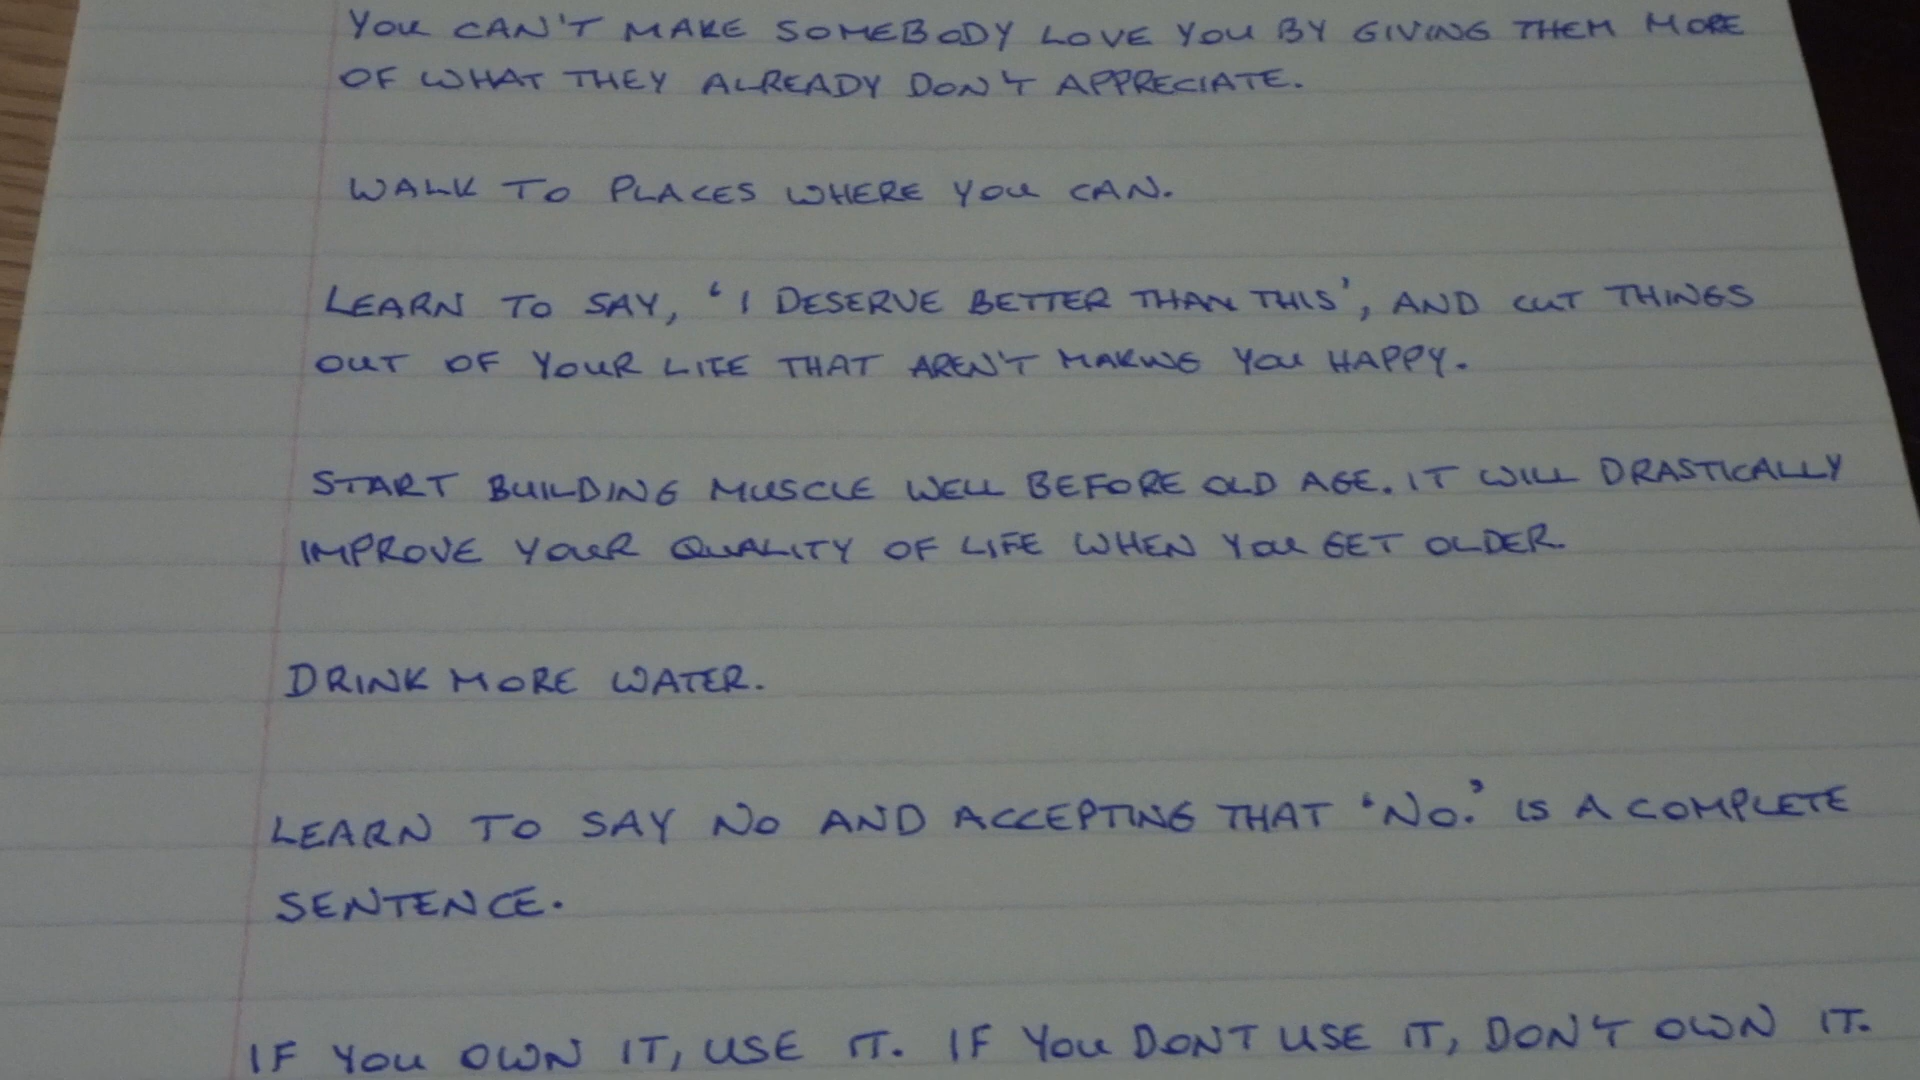 YOU CAN'T MAKE SOMEBODY LOVE YOU BY GIVING THEM MORE
OF WHAT THEY ALREADY DON'T APPRECIATE.
WALK TO PLACES WHERE YOU CAN.
LEARN TO SAY, 'I DESERVE BETTER THAN THIS', AND CUT THINGS
OUT OF YOUR LIFE THAT AREN'T MAKING YOU HAPPY.
START BUILDING MUSCLE WELL BEFORE OLD AGE. IT WILL DRASTICALLY
IMPROVE YOUR QUALITY OF LIFE WHEN YOU GET OLDER.
DRINK MORE WATER.
LEARN TO SAY NO AND ACCEPTING THAT 'NO.' IS A COMPLETE
SENTENCE.
IF YOU OWN IT, USE IT. IF YOU DON'T USE IT, DON'T OWN IT.